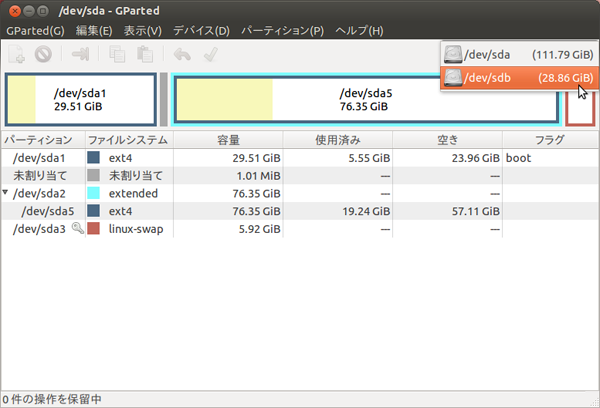 /dev/sda - GParted
GParted(G) 編集(E) 表示(V) デバイス(D) パーティション(P) ヘルプ(H)
/dev/sda (111.79 GiB)
/dev/sdb (28.86 GiB)
/dev/sda1
29.51 GiB
/dev/sda5
76.35 GiB
パーティション ファイルシステム 容量 使用済み 空き フラグ
/dev/sda1 ext4 29.51 GiB 5.55 GiB 23.96 GiB boot
未割り当て 未割り当て 1.01 MiB --- ---
/dev/sda2 extended 76.35 GiB --- ---
/dev/sda5 ext4 76.35 GiB 19.24 GiB 57.11 GiB
/dev/sda3 linux-swap 5.92 GiB --- ---
0 件の操作を保留中